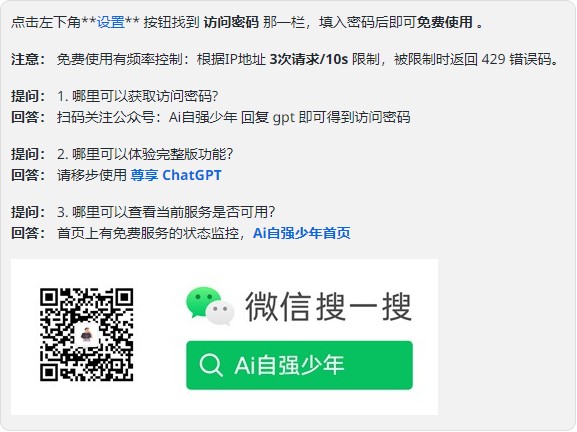 点击左下角**设置** 按钮找到 访问密码 那一栏，填入密码后即可免费使用 。
注意： 免费使用有频率控制：根据IP地址 3次请求/10s 限制，被限制时返回 429 错误码。
提问： 1. 哪里可以获取访问密码?
回答： 扫码关注公众号：Ai自强少年 回复 gpt 即可得到访问密码
提问： 2. 哪里可以体验完整版功能?
回答： 请移步使用 尊享 ChatGPT
提问： 3. 哪里可以查看当前服务是否可用?
回答： 首页上有免费服务的状态监控，Ai自强少年首页
微信搜一搜
Ai自强少年